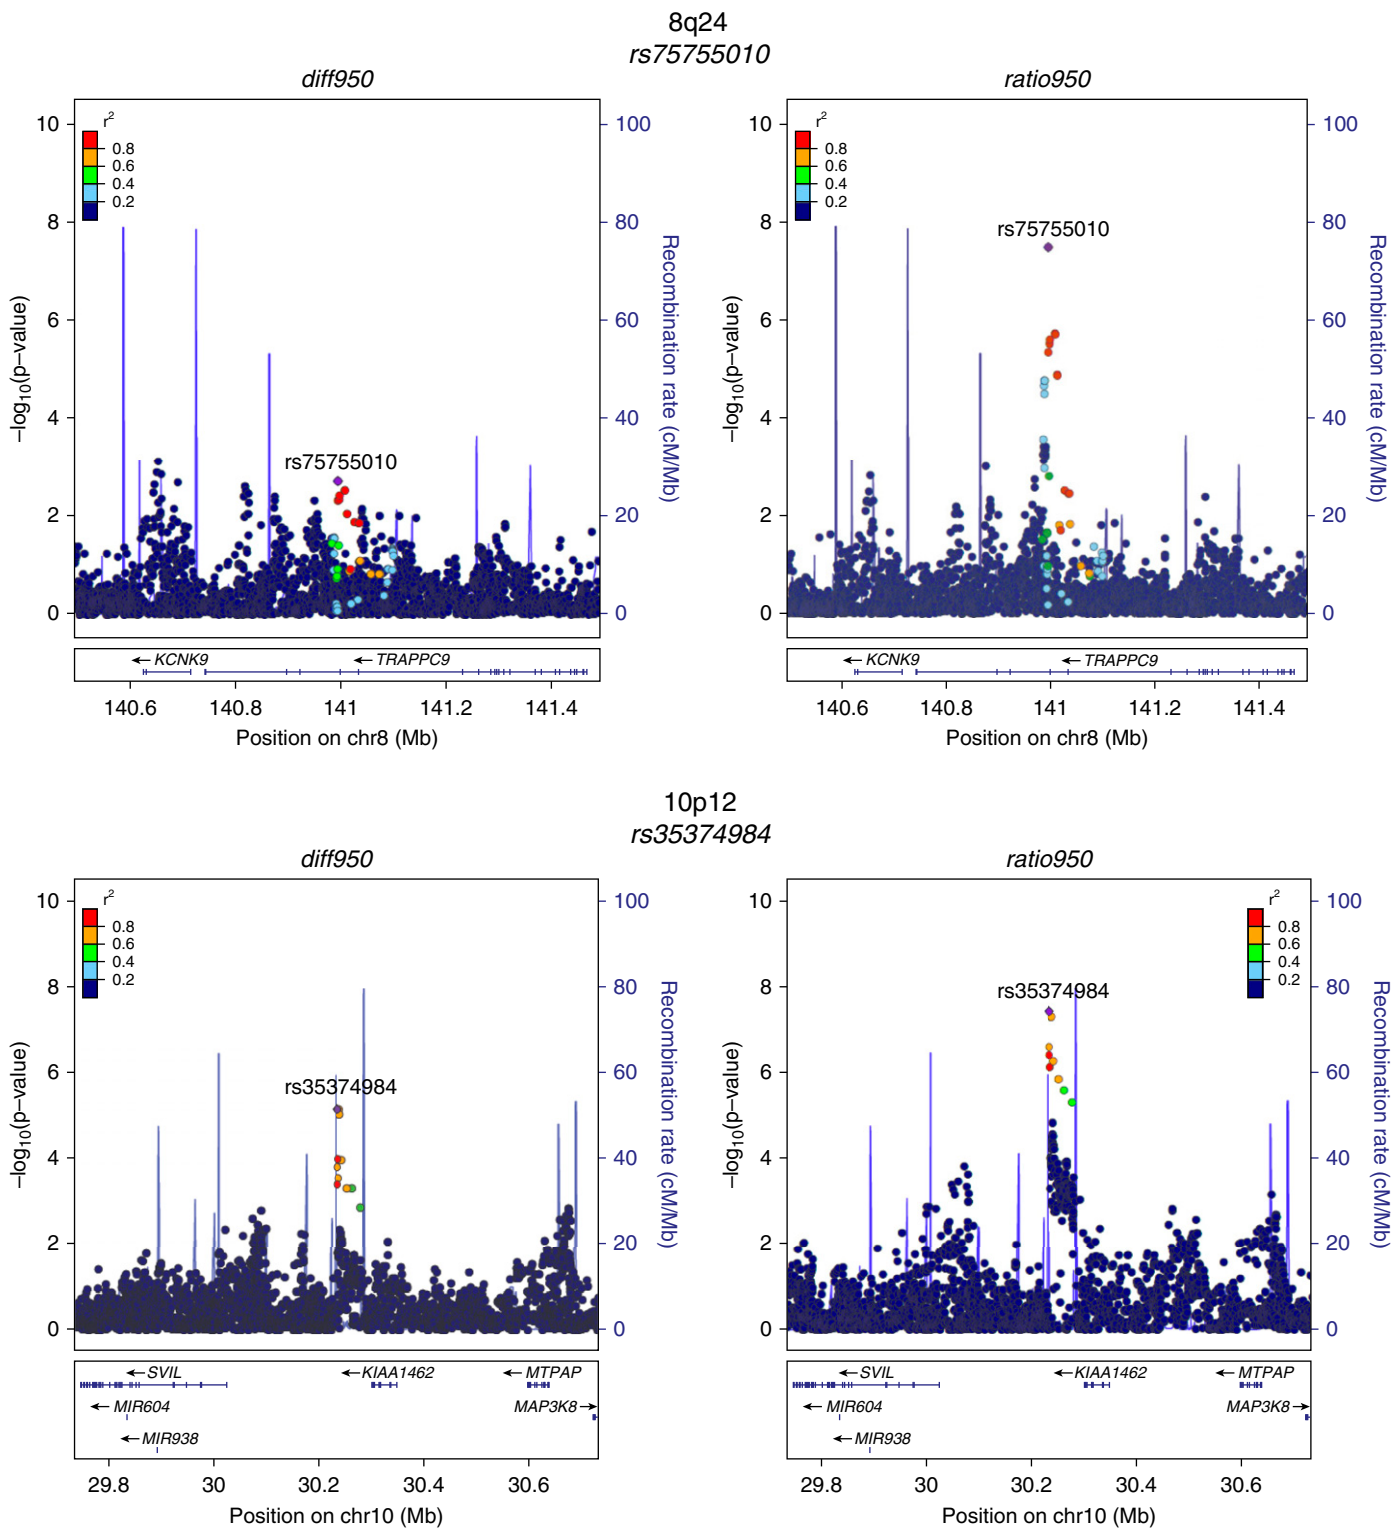 8q24
rs75755010
diff950
r2
0.8
0.6
0.4
0.2
rs75755010
10
8
6
4
2
0
–log10(p–value)
100
80
60
40
20
0
Recombination rate (cM/Mb)
KCNK9
TRAPPC9
140.6 140.8 141 141.2 141.4
Position on chr8 (Mb)
ratio950
r2
0.8
0.6
0.4
0.2
rs75755010
10
8
6
4
2
0
–log10(p–value)
100
80
60
40
20
0
Recombination rate (cM/Mb)
KCNK9
TRAPPC9
140.6 140.8 141 141.2 141.4
Position on chr8 (Mb)
10p12
rs35374984
diff950
r2
0.8
0.6
0.4
0.2
rs35374984
10
8
6
4
2
0
–log10(p–value)
100
80
60
40
20
0
Recombination rate (cM/Mb)
SVIL
KIAA1462
MTPAP
MIR604
MAP3K8
MIR938
29.8 30 30.2 30.4 30.6
Position on chr10 (Mb)
ratio950
r2
0.8
0.6
0.4
0.2
rs35374984
10
8
6
4
2
0
–log10(p–value)
100
80
60
40
20
0
Recombination rate (cM/Mb)
SVIL
KIAA1462
MTPAP
MIR604
MAP3K8
MIR938
29.8 30 30.2 30.4 30.6
Position on chr10 (Mb)